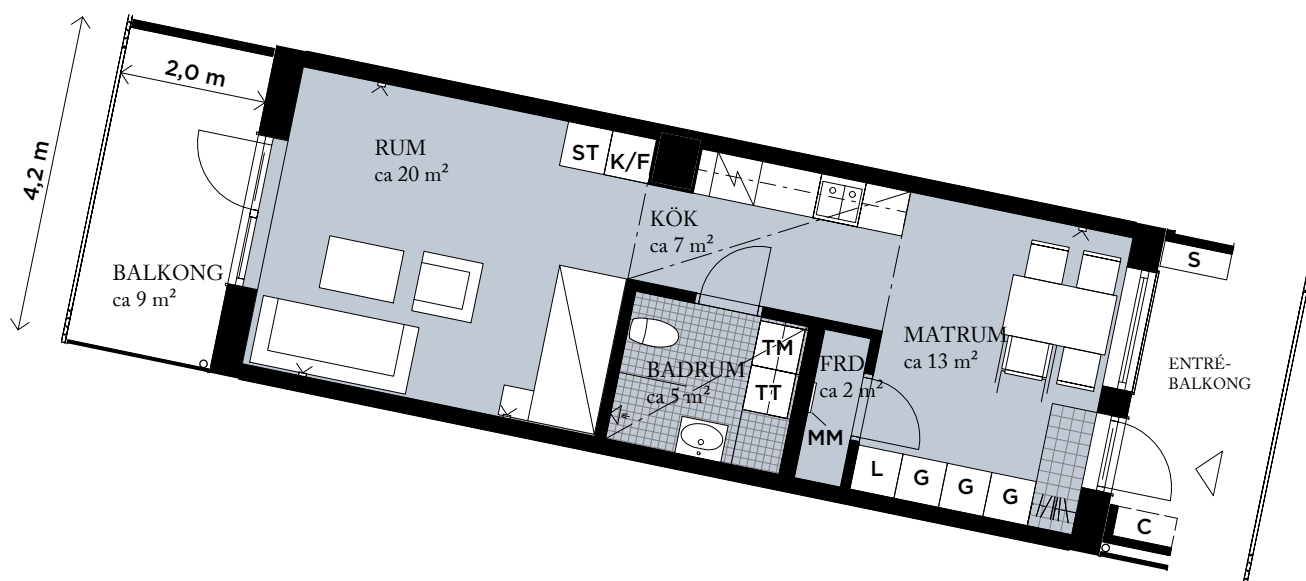 2,0 m
4,2 m
RUM
ca 20 m²
ST
K/F
KÖK
ca 7 m²
BALKONG
ca 9 m²
S
MATRUM
ca 13 m²
TM
BADRUM
ca 5 m²
TT
FRD
ca 2 m²
ENTRÉ-
BALKONG
MM
L
G
G
G
C